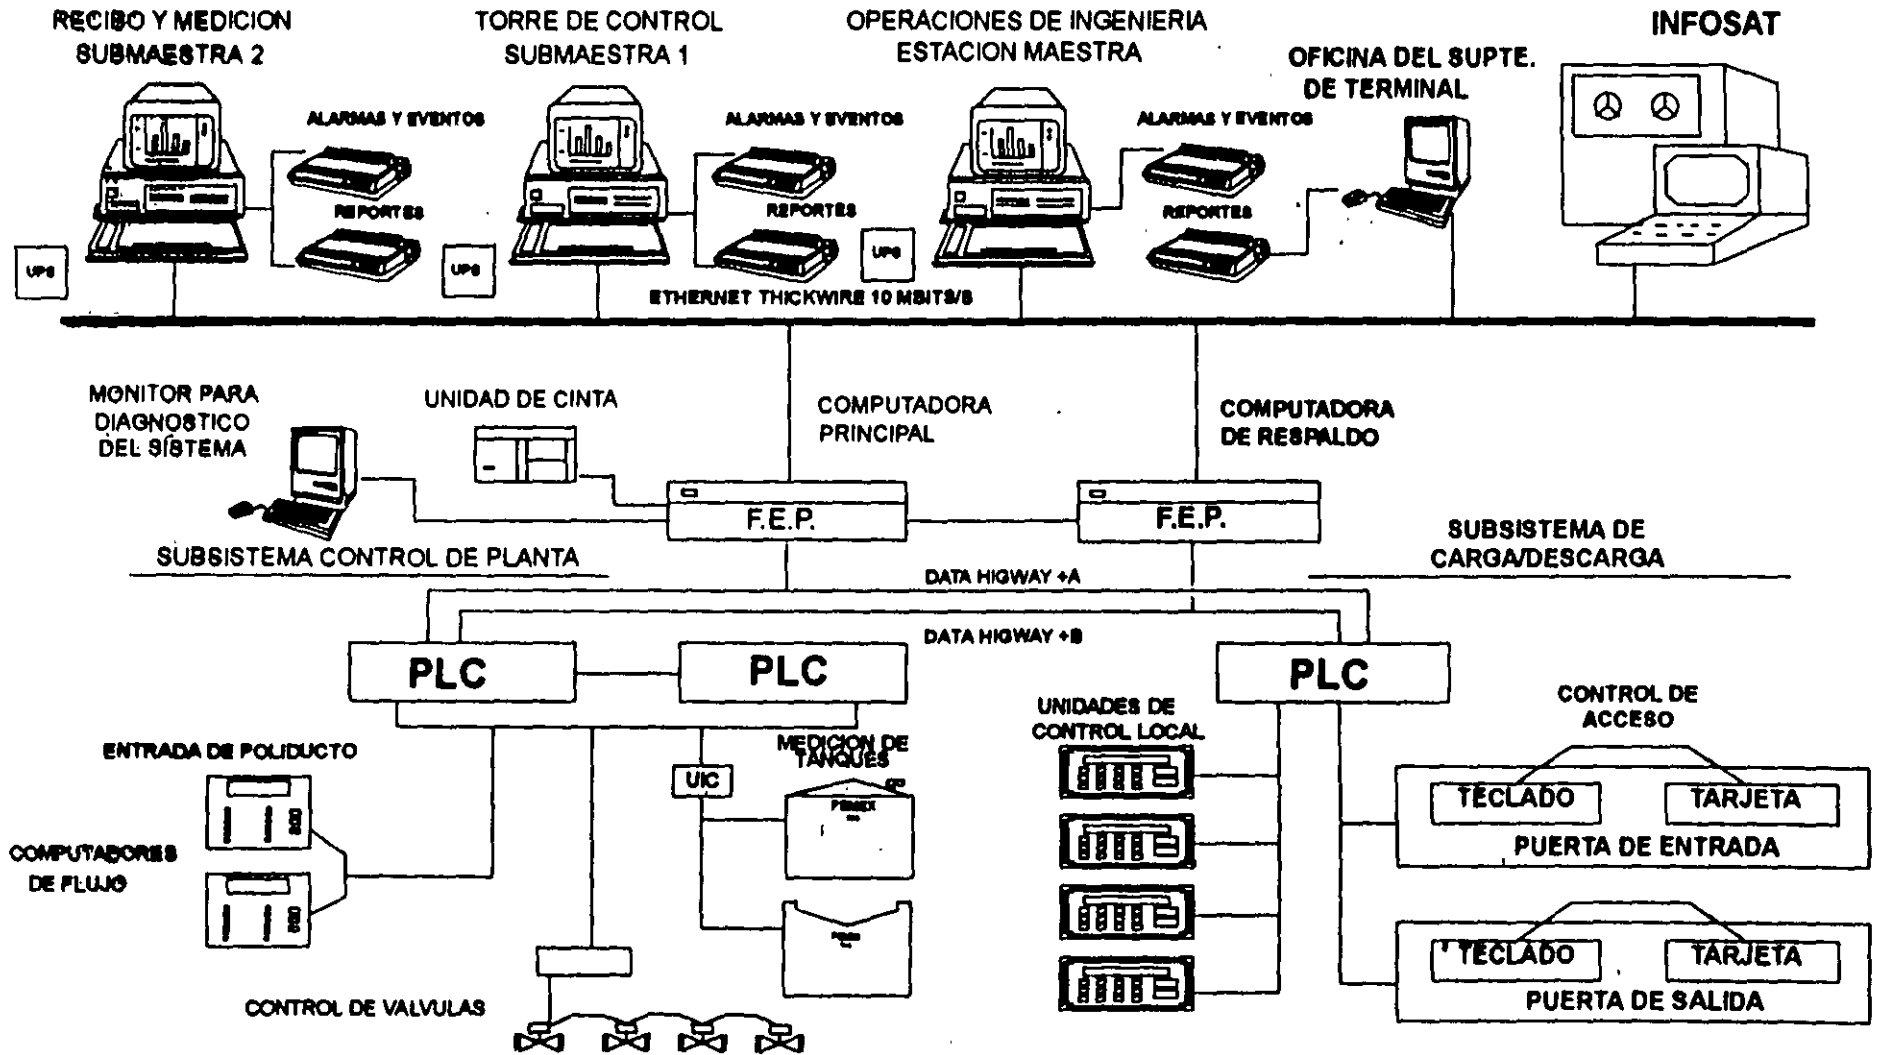 RECIBO Y MEDICION
SUBMAESTRA 2
TORRE DE CONTROL
SUBMAESTRA 1
OPERACIONES DE INGENIERIA
ESTACION MAESTRA
OFICINA DEL SUPTE.
DE TERMINAL
INFOSAT
ALARMAS Y EVENTOS
REPORTES
UPS
ALARMAS Y EVENTOS
REPORTES
UPS
ALARMAS Y EVENTOS
REPORTES
UPS
ETHERNET THICKWIRE 10 MBITS/S
MONITOR PARA
DIAGNOSTICO
DEL SISTEMA
UNIDAD DE CINTA
COMPUTADORA
PRINCIPAL
COMPUTADORA
DE RESPALDO
F.E.P.
F.E.P.
SUBSISTEMA CONTROL DE PLANTA
SUBSISTEMA DE
CARGA/DESCARGA
DATA HIGWAY +A
DATA HIGWAY +B
PLC
PLC
PLC
ENTRADA DE POLIDUCTO
COMPUTADORES
DE FLUJO
UIC
MEDICION DE
TANQUES
PEMEX
CONTROL DE VALVULAS
UNIDADES DE
CONTROL LOCAL
CONTROL DE
ACCESO
TECLADO
TARJETA
PUERTA DE ENTRADA
TECLADO
TARJETA
PUERTA DE SALIDA